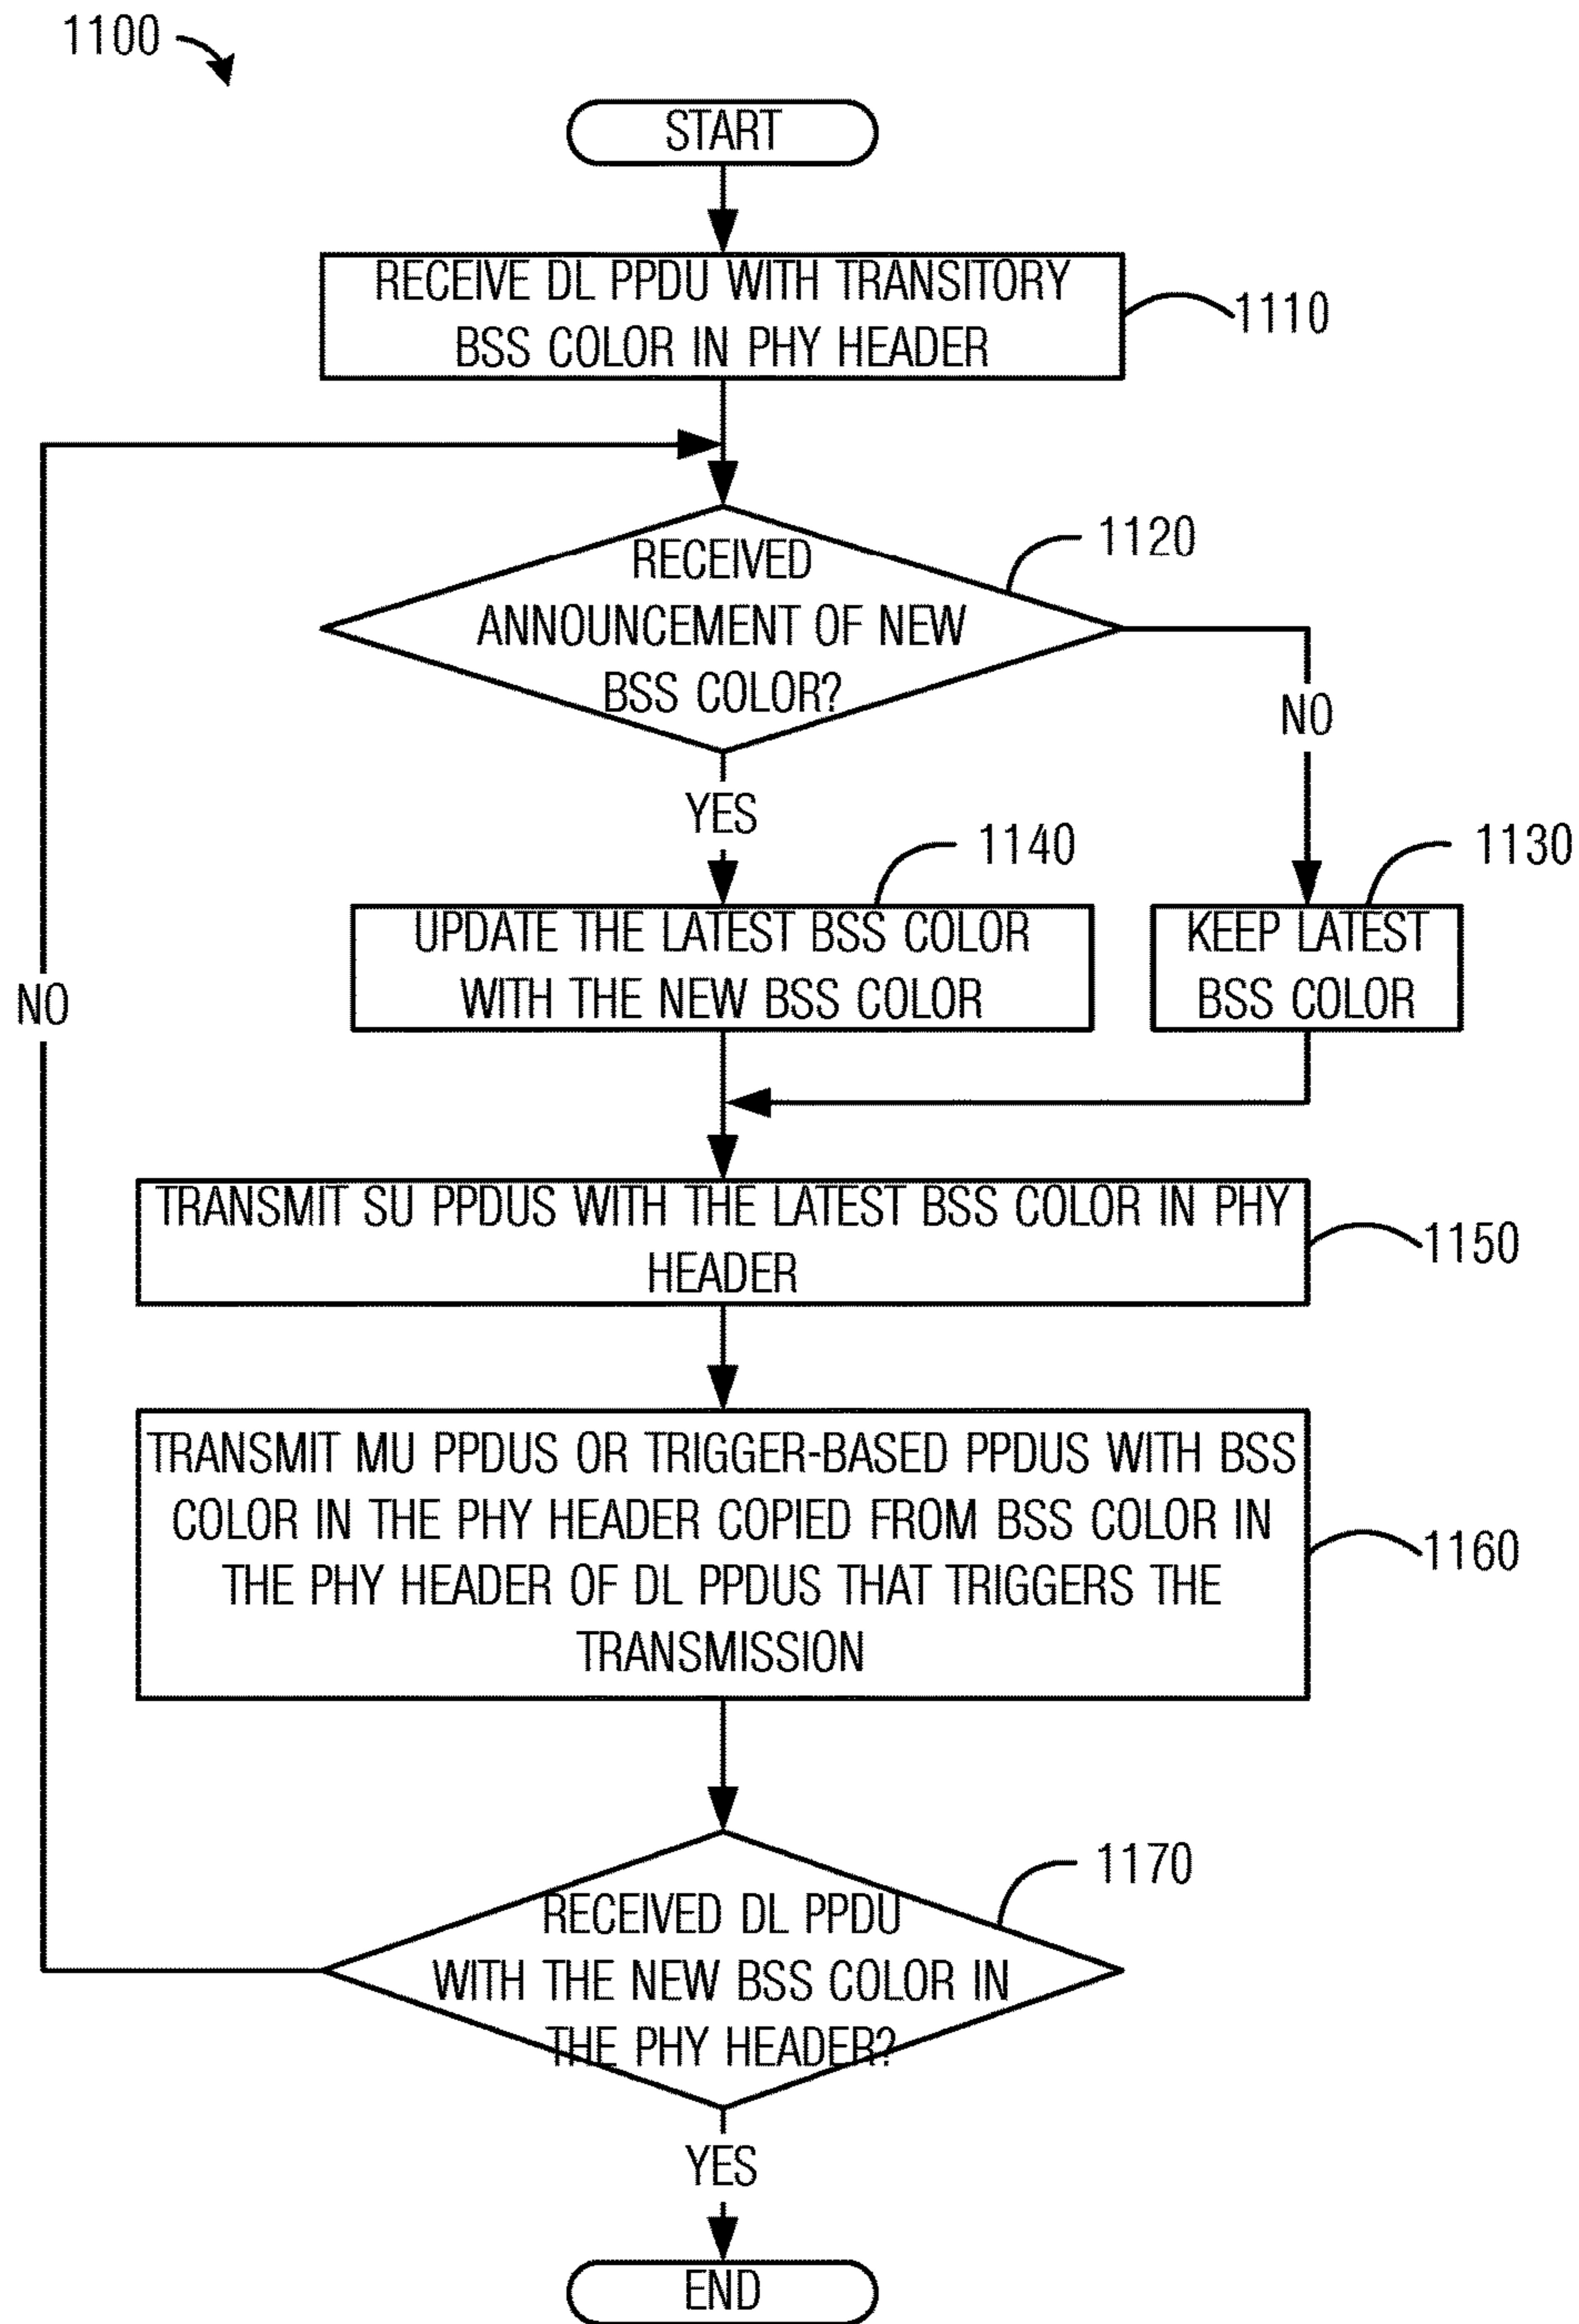 1100
START
RECEIVE DL PPDU WITH TRANSITORY
BSS COLOR IN PHY HEADER
1110
RECEIVED
ANNOUNCEMENT OF NEW
BSS COLOR?
1120
NO
YES
1140
1130
UPDATE THE LATEST BSS COLOR
WITH THE NEW BSS COLOR
KEEP LATEST
BSS COLOR
NO
TRANSMIT SU PPDUS WITH THE LATEST BSS COLOR IN PHY
HEADER
1150
TRANSMIT MU PPDUS OR TRIGGER-BASED PPDUS WITH BSS
COLOR IN THE PHY HEADER COPIED FROM BSS COLOR IN
THE PHY HEADER OF DL PPDUS THAT TRIGGERS THE
TRANSMISSION
1160
1170
RECEIVED DL PPDU
WITH THE NEW BSS COLOR IN
THE PHY HEADER?
YES
END